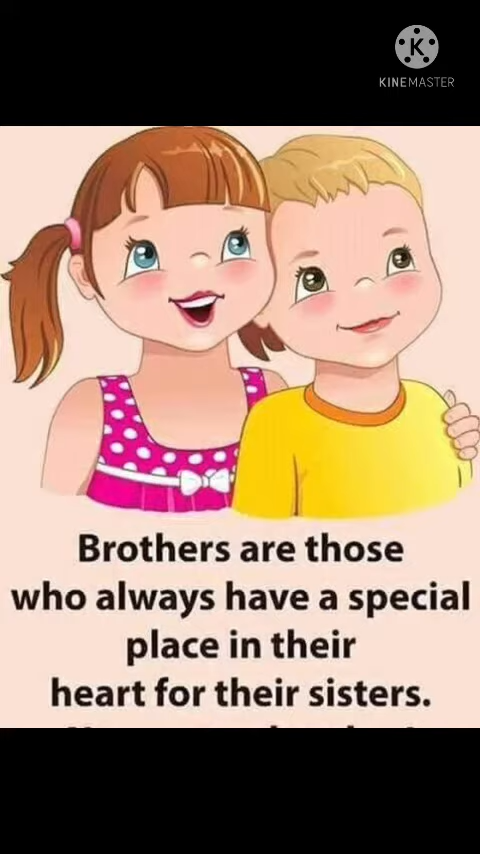 K
KINEMASTER
Brothers are those
who always have a special
place in their
heart for their sisters.